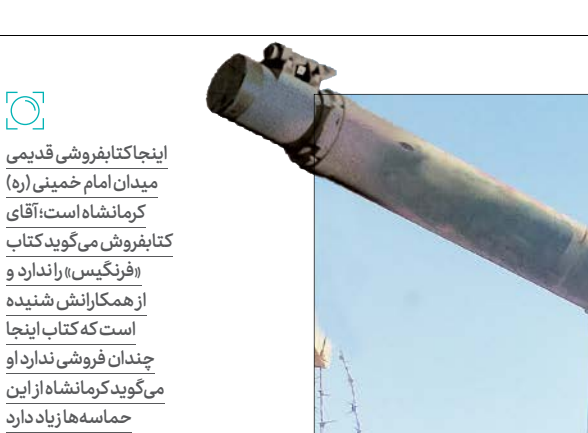 اینجا کتابفروشی قدیمی
میدان امام خمینی (ره)
کرمانشاه است؛ آقای
کتابفروش می‌گوید کتاب
«فرنگیس» را ندارد و
از همکارانش شنیده
است که کتاب اینجا
چندان فروشی ندارد او
می‌گوید کرمانشاه از این
حماسه‌ها زیاد دارد